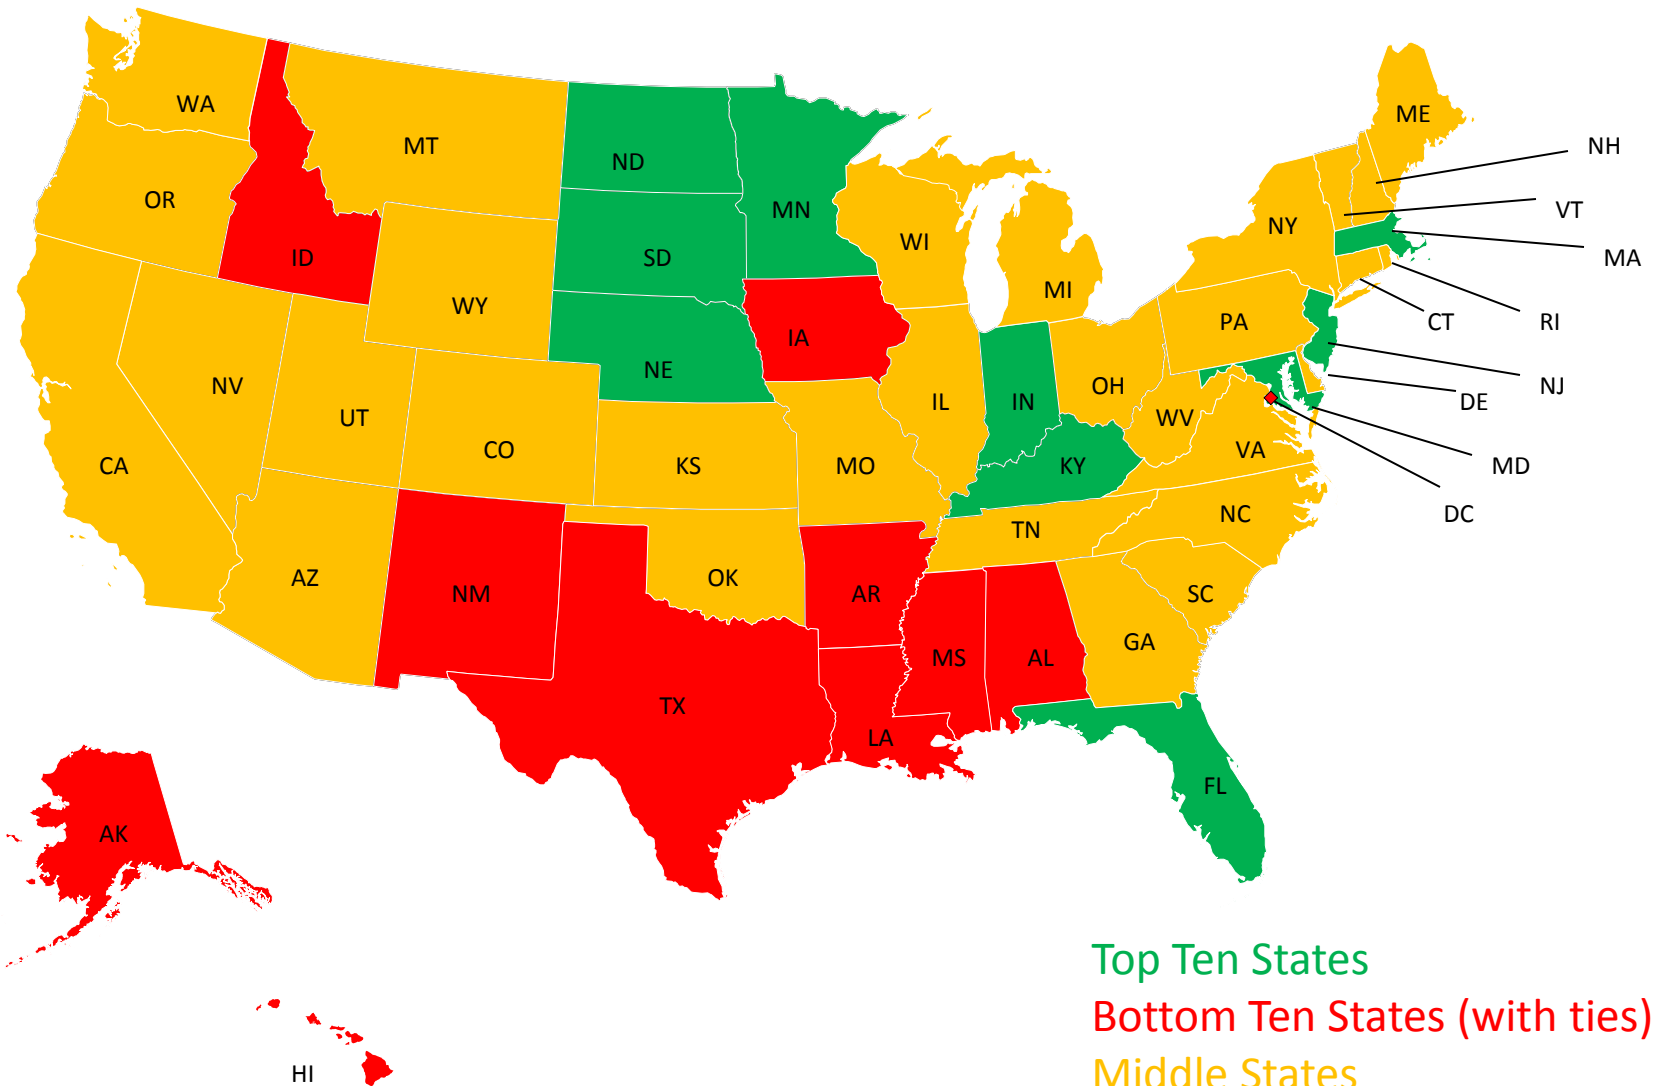 WA
MT
ND
MN
ME
NH
OR
ID
SD
WI
NY
VT
MA
WY
MI
IA
PA
CT
RI
NV
UT
NE
IL
IN
OH
WV
NJ
DE
CA
CO
KS
MO
KY
VA
MD
DC
AZ
NM
OK
AR
TN
NC
SC
TX
LA
MS
AL
GA
FL
AK
HI
Top Ten States
Bottom Ten States (with ties)
Middle States